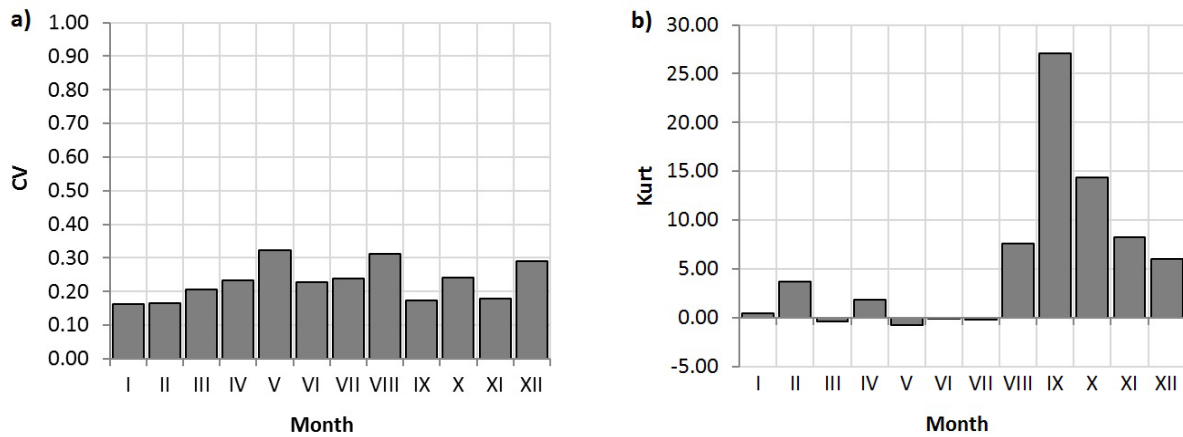 a)
1.00
0.90
0.80
0.70
0.60
0.50
0.40
0.30
0.20
0.10
0.00
CV
I II III IV V VI VII VIII IX X XI XII
Month
b)
30.00
25.00
20.00
15.00
10.00
5.00
0.00
-5.00
Kurt
I II III IV V VI VII VIII IX X XI XII
Month